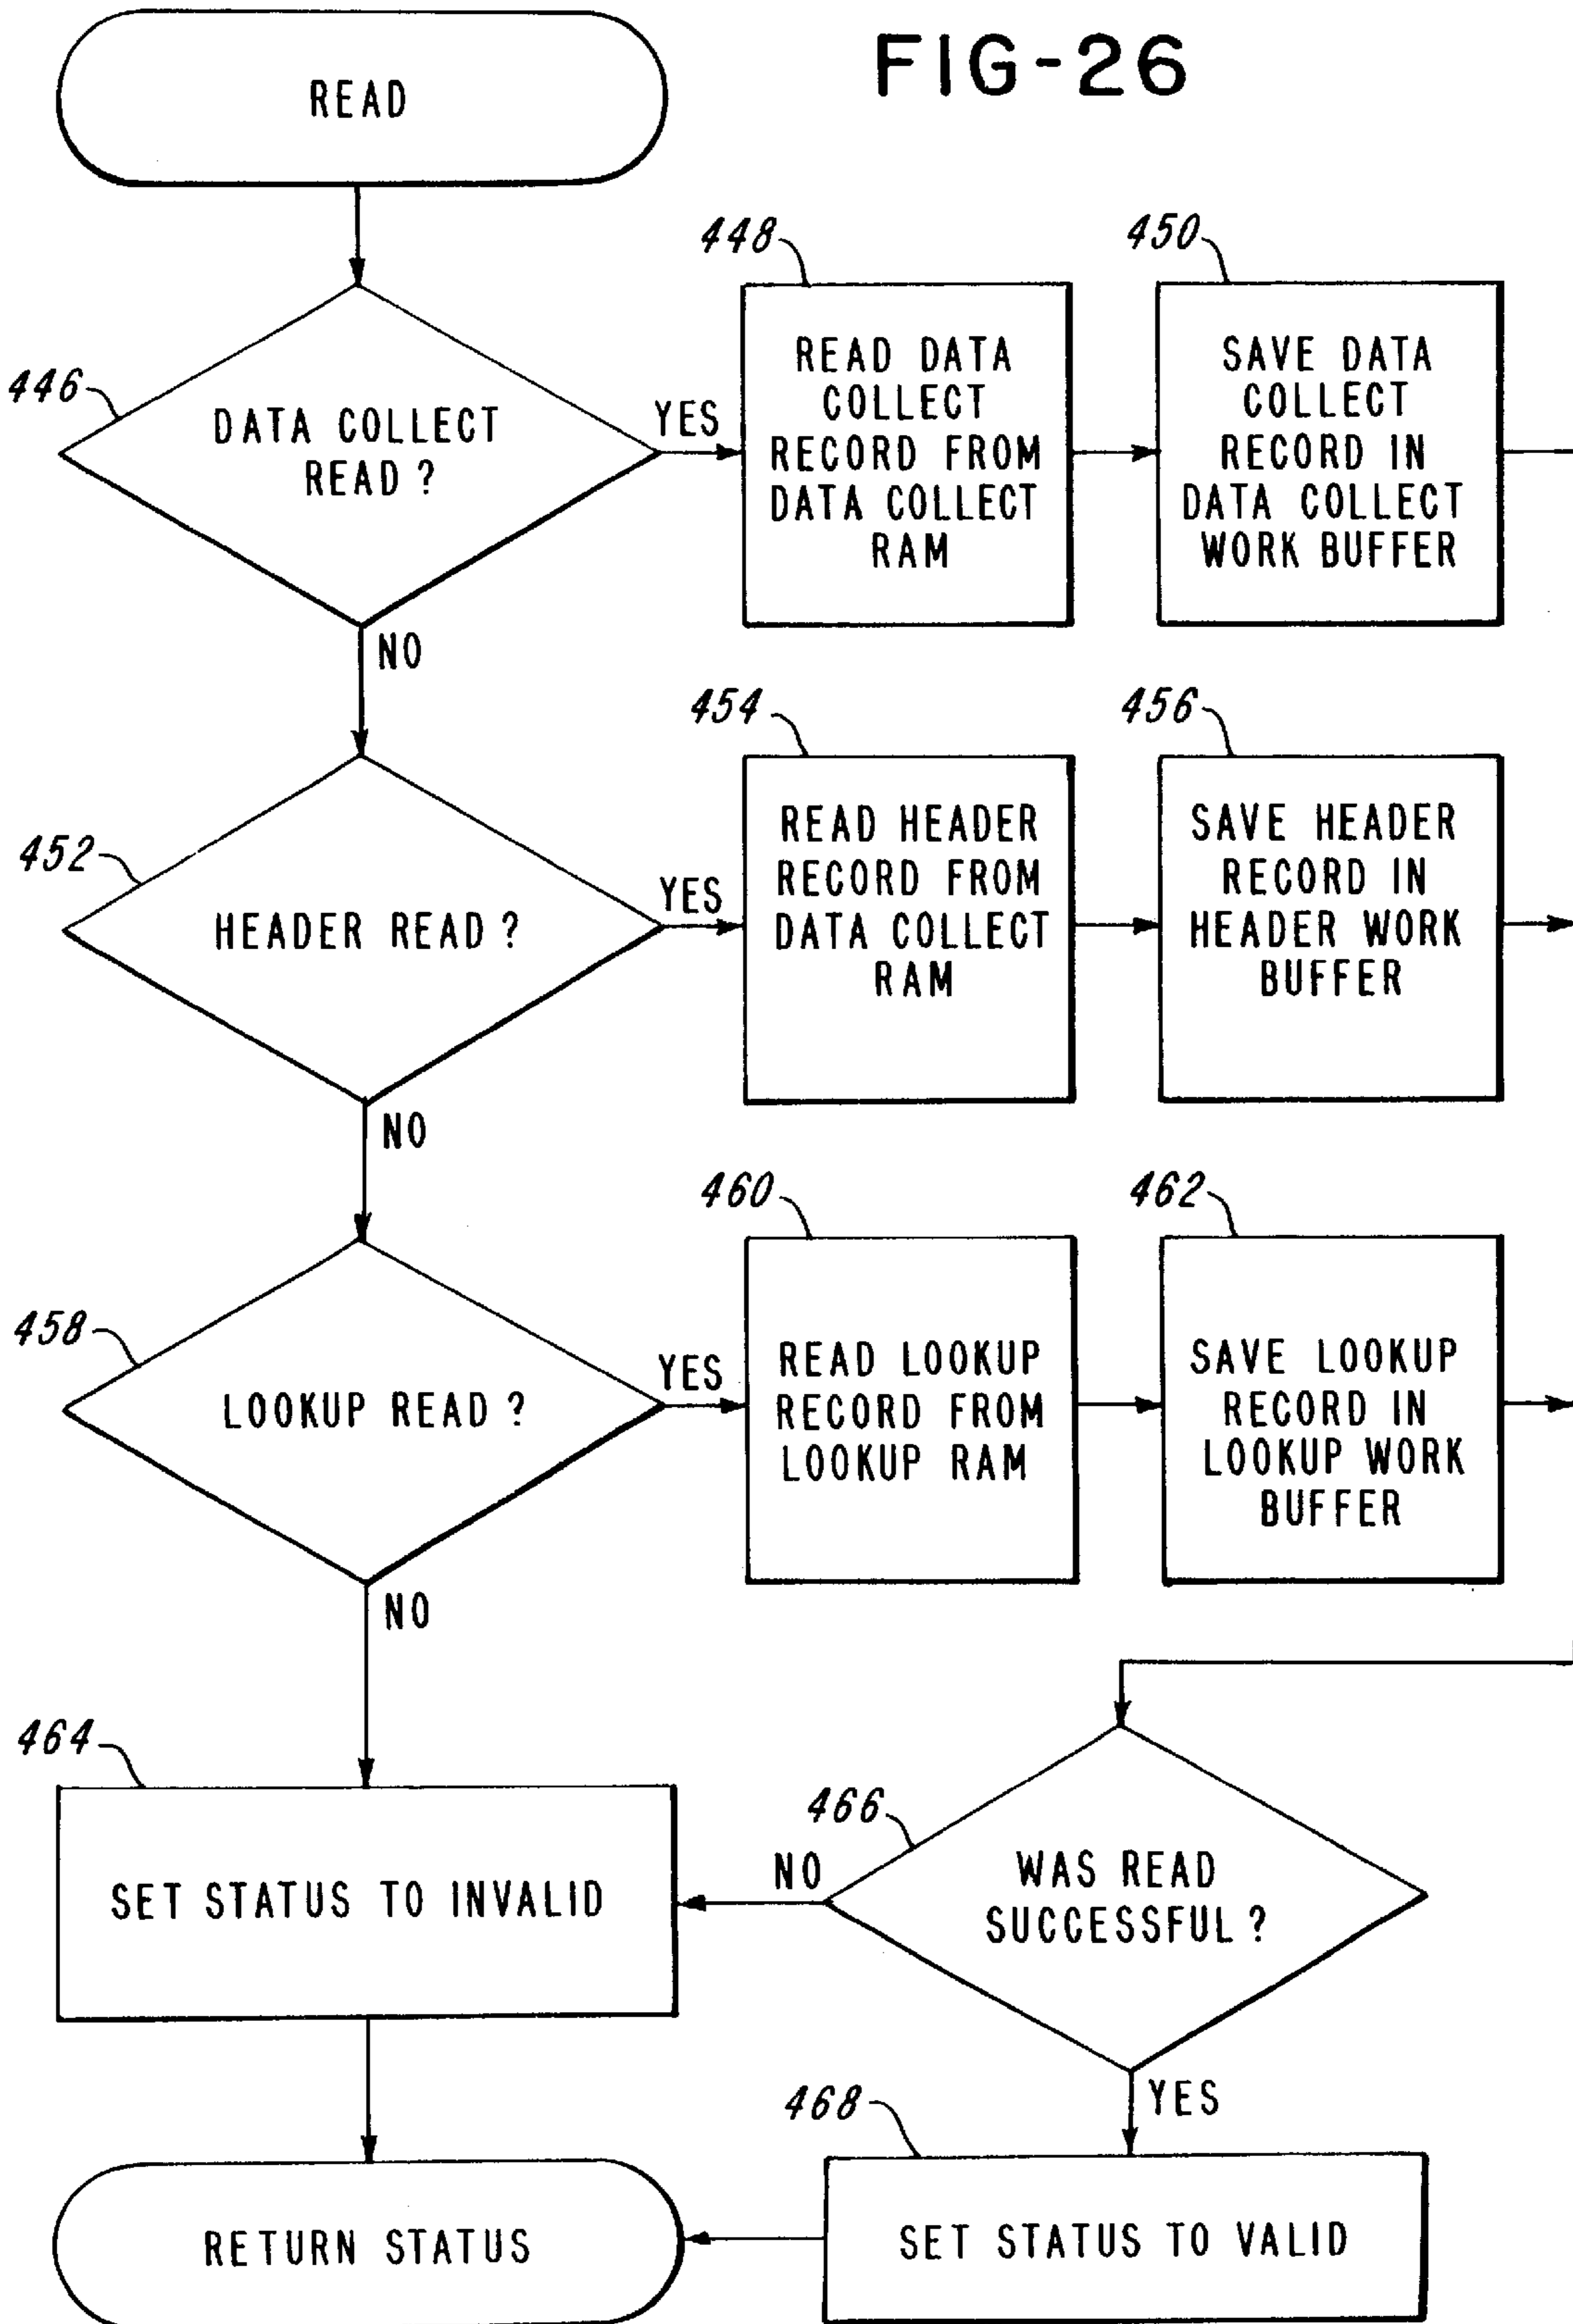 FIG-26
READ
446
DATA COLLECT
READ?
YES
NO
448
READ DATA
COLLECT
RECORD FROM
DATA COLLECT
RAM
450
SAVE DATA
COLLECT
RECORD IN
DATA COLLECT
WORK BUFFER
452
HEADER READ?
YES
NO
454
READ HEADER
RECORD FROM
DATA COLLECT
RAM
456
SAVE HEADER
RECORD IN
HEADER WORK
BUFFER
458
LOOKUP READ?
YES
NO
460
READ LOOKUP
RECORD FROM
LOOKUP RAM
462
SAVE LOOKUP
RECORD IN
LOOKUP WORK
BUFFER
464
SET STATUS TO INVALID
466
WAS READ
SUCCESSFUL?
NO
YES
468
SET STATUS TO VALID
RETURN STATUS